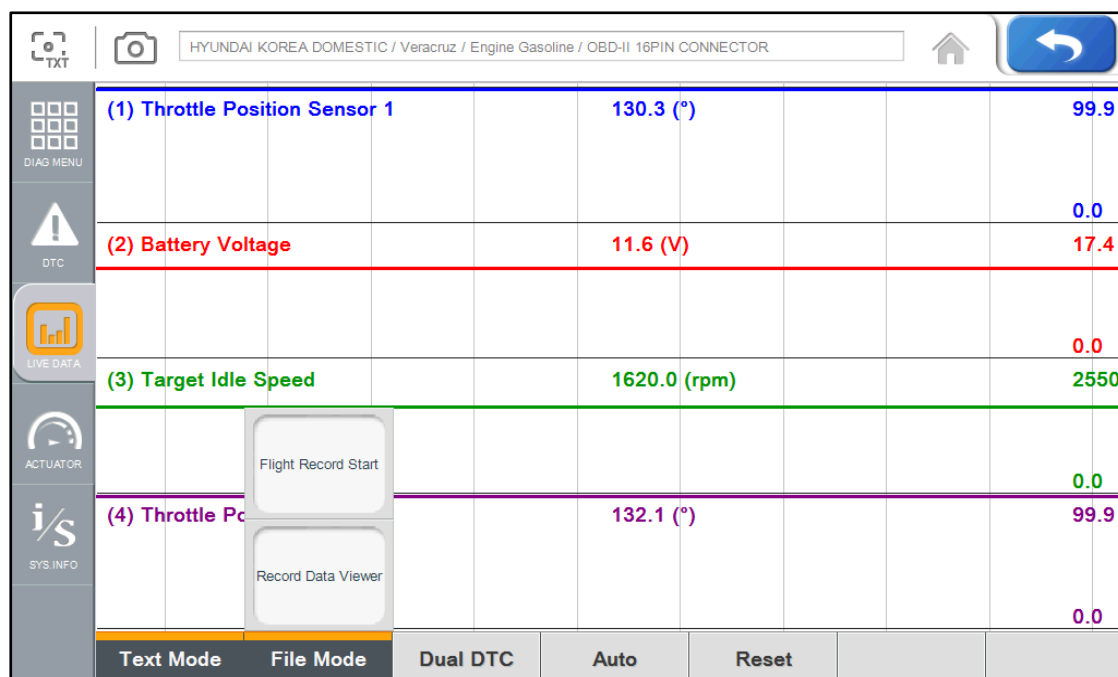 TXT
HYUNDAI KOREA DOMESTIC / Veracruz / Engine Gasoline / OBD-II 16PIN CONNECTOR
DIAG MENU
DTC
LIVE DATA
ACTUATOR
i/s
SYS.INFO
(1) Throttle Position Sensor 1 130.3 (°) 99.9
0.0
(2) Battery Voltage 11.6 (V) 17.4
0.0
(3) Target Idle Speed 1620.0 (rpm) 2550
0.0
(4) Throttle Po 132.1 (°) 99.9
0.0
Flight Record Start
Record Data Viewer
Text Mode File Mode Dual DTC Auto Reset